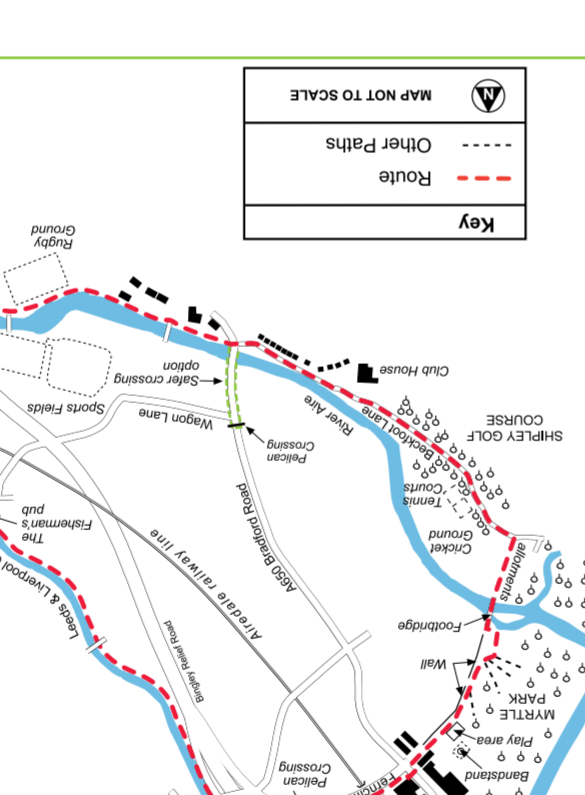 Bandstand
Play area
MYRTLE
PARK
Wall
Footbridge
allotments
Pelican
Crossing
Bingley Relief Road
Airedale railway line
A650 Bradford Road
Leeds & Liverpool
The
Fisherman's
pub
Cricket
Ground
Tennis
Courts
SHIPLEY GOLF
COURSE
Beckfoot Lane
River Aire
Club House
Pelican
Crossing
Wagon Lane
Sports Fields
Safer crossing
option
Rugby
Ground
Key
Route
Other Paths
N
MAP NOT TO SCALE